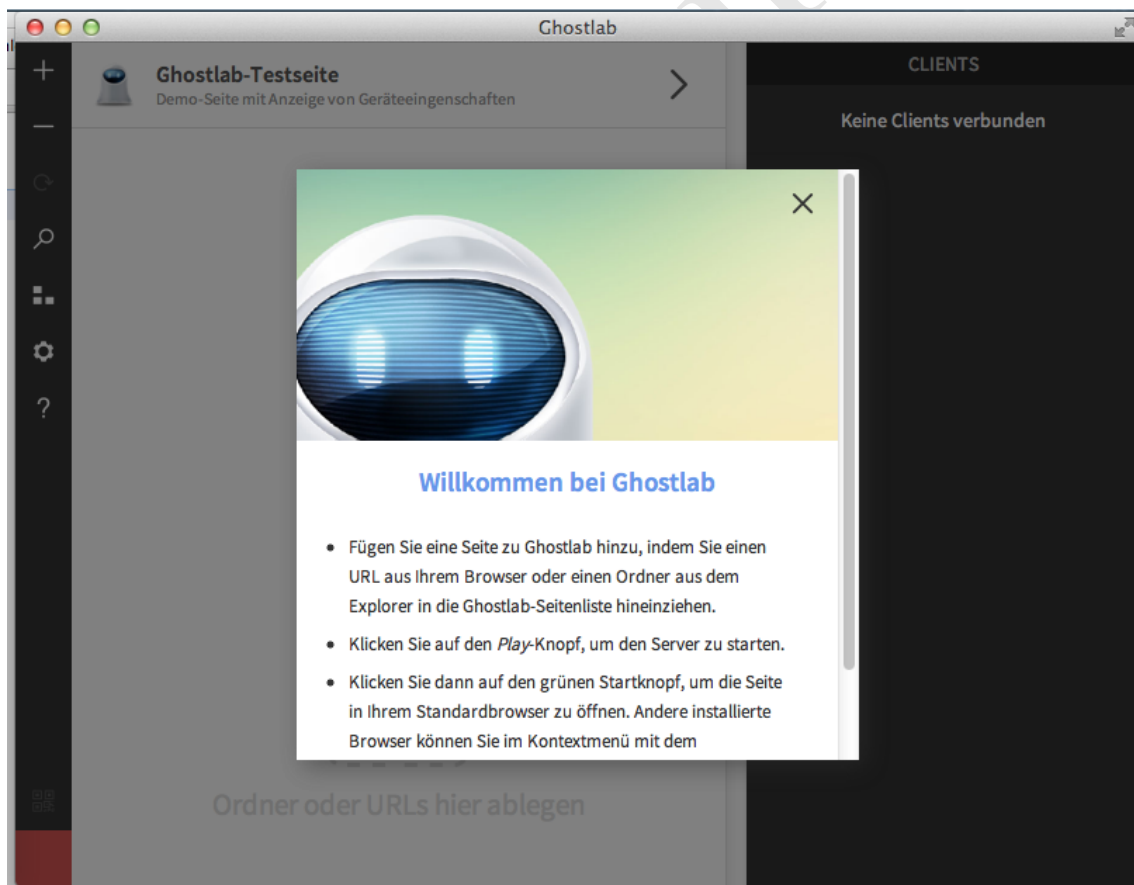 Ghostlab
Ghostlab-Testseite
Demo-Seite mit Anzeige von Geräteeingenschaften
CLIENTS
Keine Clients verbunden
Willkommen bei Ghostlab
• Fügen Sie eine Seite zu Ghostlab hinzu, indem Sie einen
URL aus Ihrem Browser oder einen Ordner aus dem
Explorer in die Ghostlab-Seitenliste hineinziehen.
• Klicken Sie auf den Play-Knopf, um den Server zu starten.
• Klicken Sie dann auf den grünen Startknopf, um die Seite
in Ihrem Standardbrowser zu öffnen. Andere installierte
Browser können Sie im Kontextmenü mit dem
Ordner oder URLs hier ablegen